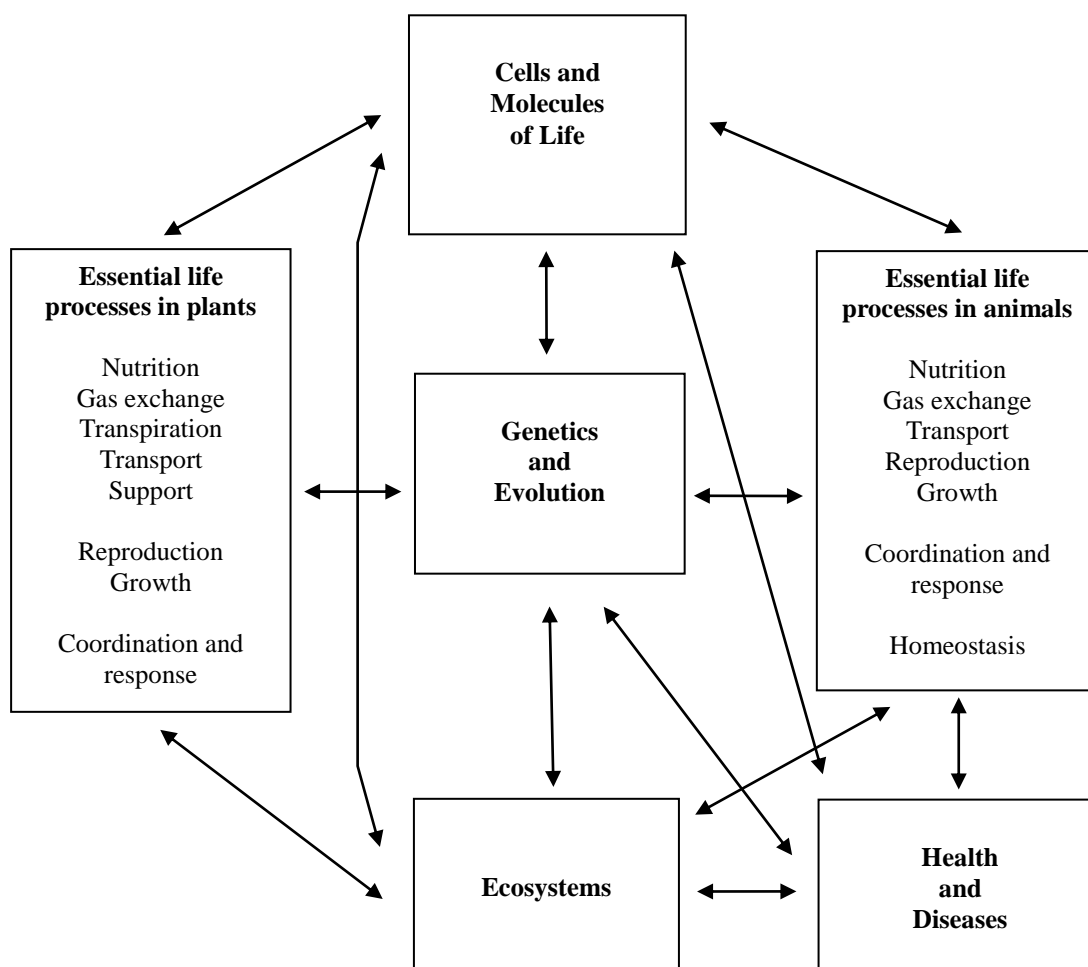 Cells and
Molecules
of Life
Essential life
processes in plants
Nutrition
Gas exchange
Transpiration
Transport
Support
Reproduction
Growth
Coordination and
response
Genetics
and
Evolution
Essential life
processes in animals
Nutrition
Gas exchange
Transport
Reproduction
Growth
Coordination and
response
Homeostasis
Ecosystems
Health
and
Diseases